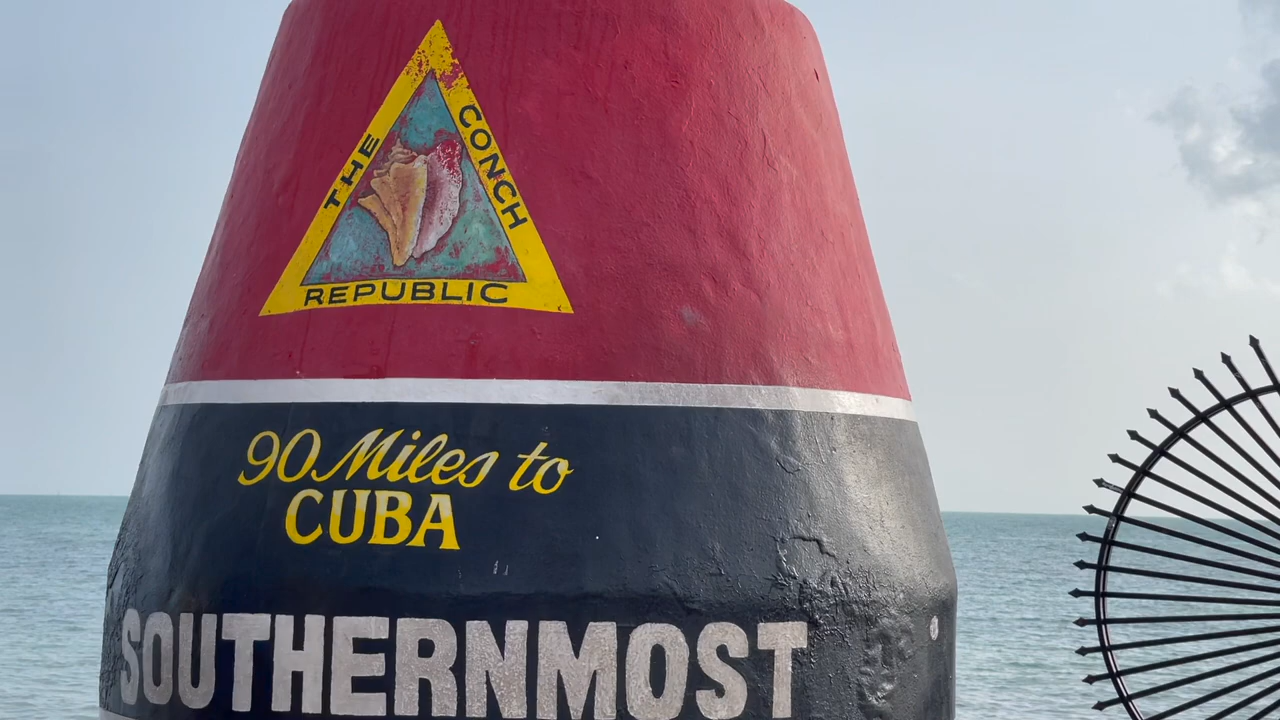 THE CONCH
REPUBLIC
90 Miles to
CUBA
SOUTHERNMOST